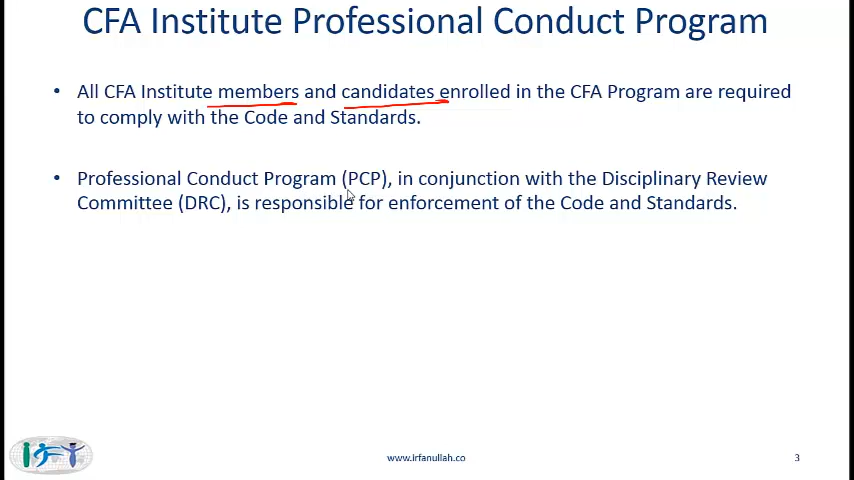 CFA Institute Professional Conduct Program
• All CFA Institute members and candidates enrolled in the CFA Program are required
to comply with the Code and Standards.
• Professional Conduct Program (PCP), in conjunction with the Disciplinary Review
Committee (DRC), is responsible for enforcement of the Code and Standards.
IFT
www.irfanullah.co
3